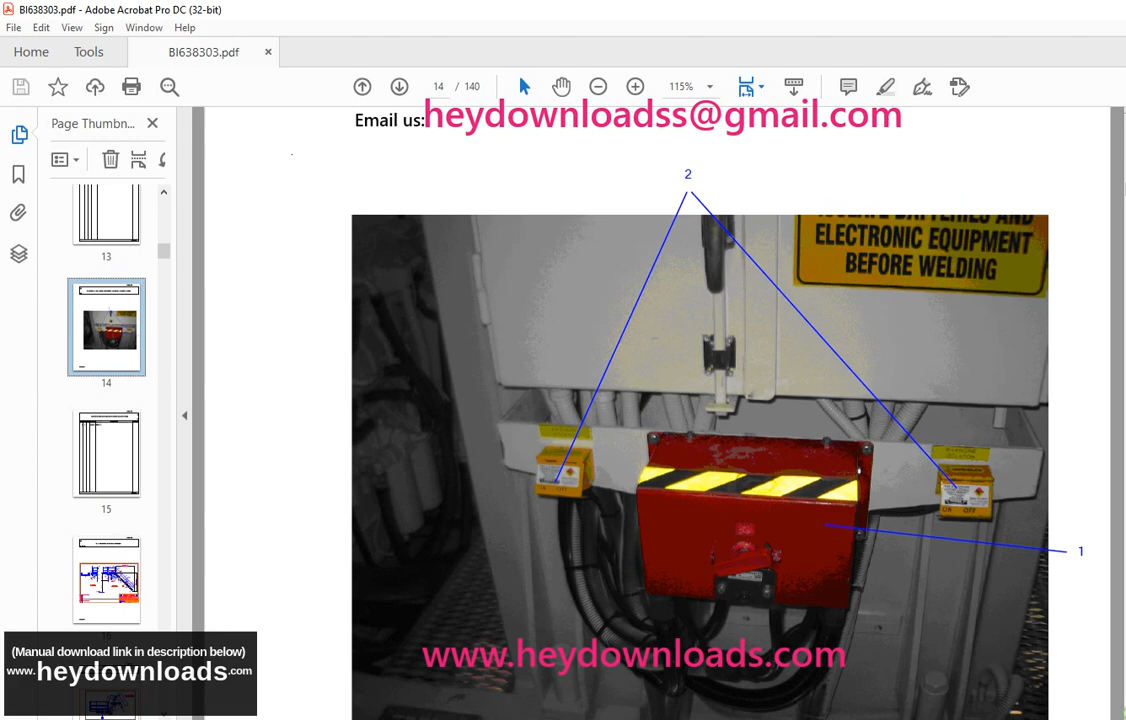 BI638303.pdf - Adobe Acrobat Pro DC (32-bit)
File Edit View Sign Window Help
Home Tools BI638303.pdf ×
14 / 140 115%
Page Thumbn...
Email us:heydownloadss@gmail.com
2
ELECTRONIC EQUIPMENT
BEFORE WELDING
13
14
15
1
ON OFF
(Manual download link in description below)
www.heydownloads.com
www.heydownloads.com